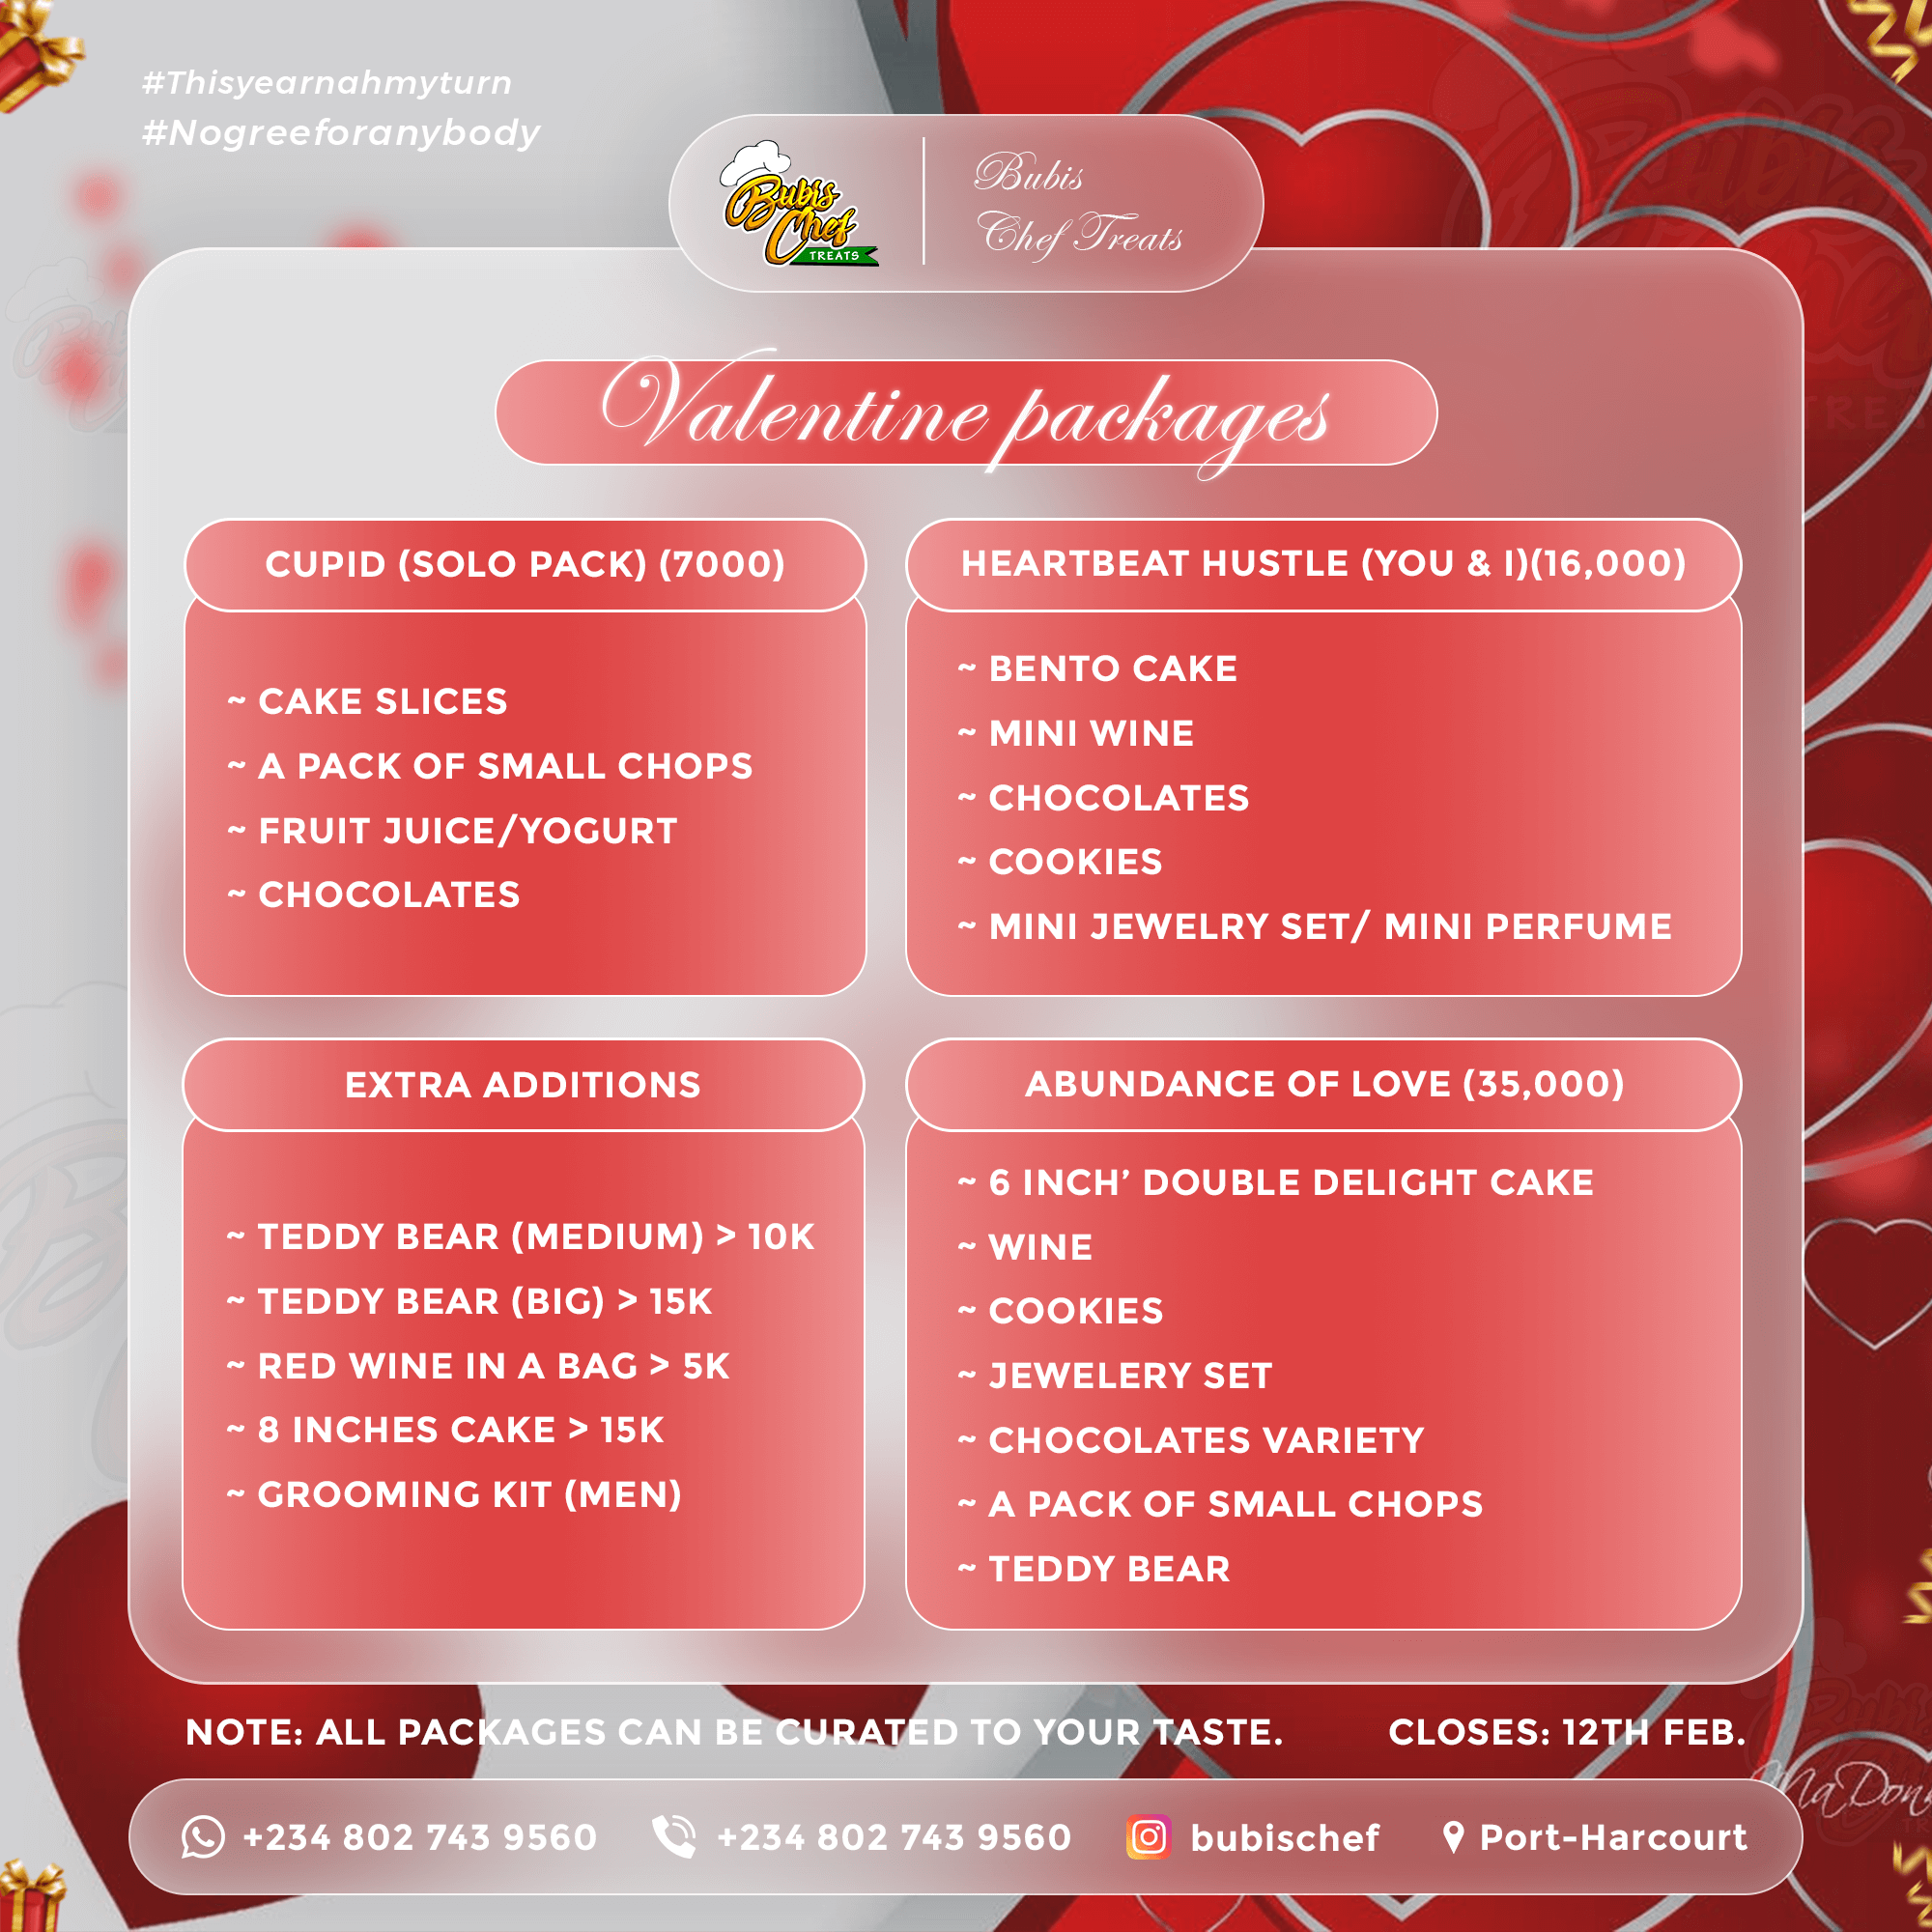 #Thisyearnahmyturn
#Nogreeforanybody
Bubis
Chef
TREATS
Bubis
Chef Treats
Valentine packages
CUPID (SOLO PACK) (7000)
~ CAKE SLICES
~ A PACK OF SMALL CHOPS
~ FRUIT JUICE/YOGURT
~ CHOCOLATES
HEARTBEAT HUSTLE (YOU & I)(16,000)
~ BENTO CAKE
~ MINI WINE
~ CHOCOLATES
~ COOKIES
~ MINI JEWELRY SET/ MINI PERFUME
EXTRA ADDITIONS
~ TEDDY BEAR (MEDIUM) > 10K
~ TEDDY BEAR (BIG) > 15K
~ RED WINE IN A BAG > 5K
~ 8 INCHES CAKE > 15K
~ GROOMING KIT (MEN)
ABUNDANCE OF LOVE (35,000)
~ 6 INCH’ DOUBLE DELIGHT CAKE
~ WINE
~ COOKIES
~ JEWELERY SET
~ CHOCOLATES VARIETY
~ A PACK OF SMALL CHOPS
~ TEDDY BEAR
NOTE: ALL PACKAGES CAN BE CURATED TO YOUR TASTE.
CLOSES: 12TH FEB.
+234 802 743 9560
+234 802 743 9560
bubischef
Port-Harcourt